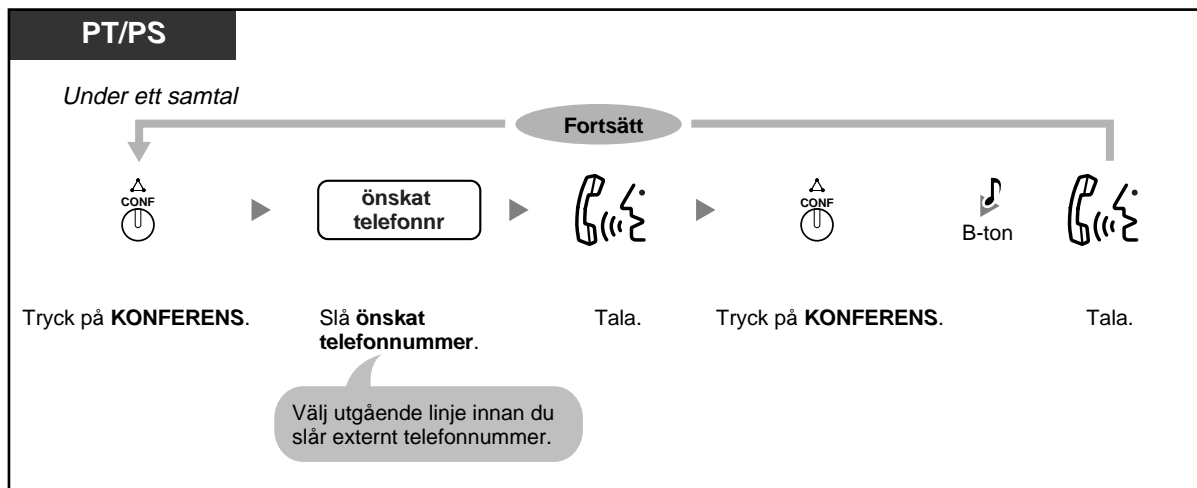 PT/PS
Under ett samtal
Fortsätt
CONF
önskat
telefonnr
CONF
B-ton
Tryck på KONFERENS.
Slå önskat
telefonnummer.
Tala.
Tryck på KONFERENS.
Tala.
Välj utgående linje innan du
slår externt telefonnummer.